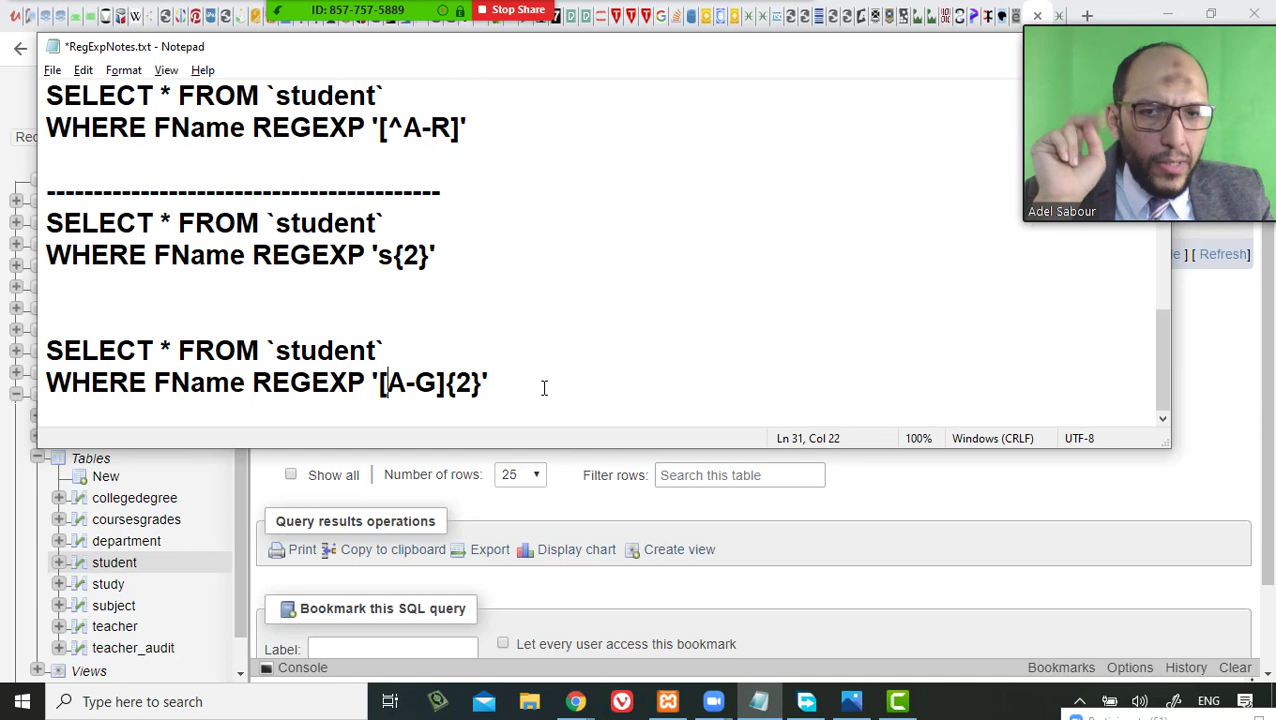 ID: 857-757-5889
Stop Share
*RegExpNotes.txt - Notepad
File Edit Format View Help
SELECT * FROM `student`
WHERE FName REGEXP '[^A-R]'
------------------------------------------
SELECT * FROM `student`
WHERE FName REGEXP 's{2}'
SELECT * FROM `student`
WHERE FName REGEXP '[A-G]{2}'
Ln 31, Col 22 100% Windows (CRLF) UTF-8
Adel Sabour
Rec
] [ Refresh]
Tables
New
collegedegree
coursesgrades
department
student
study
subject
teacher
teacher_audit
Views
Show all Number of rows: 25 Filter rows: Search this table
Query results operations
Print Copy to clipboard Export Display chart Create view
Bookmark this SQL query
Label: Let every user access this bookmark
Console Bookmarks Options History Clear
Type here to search
ENG